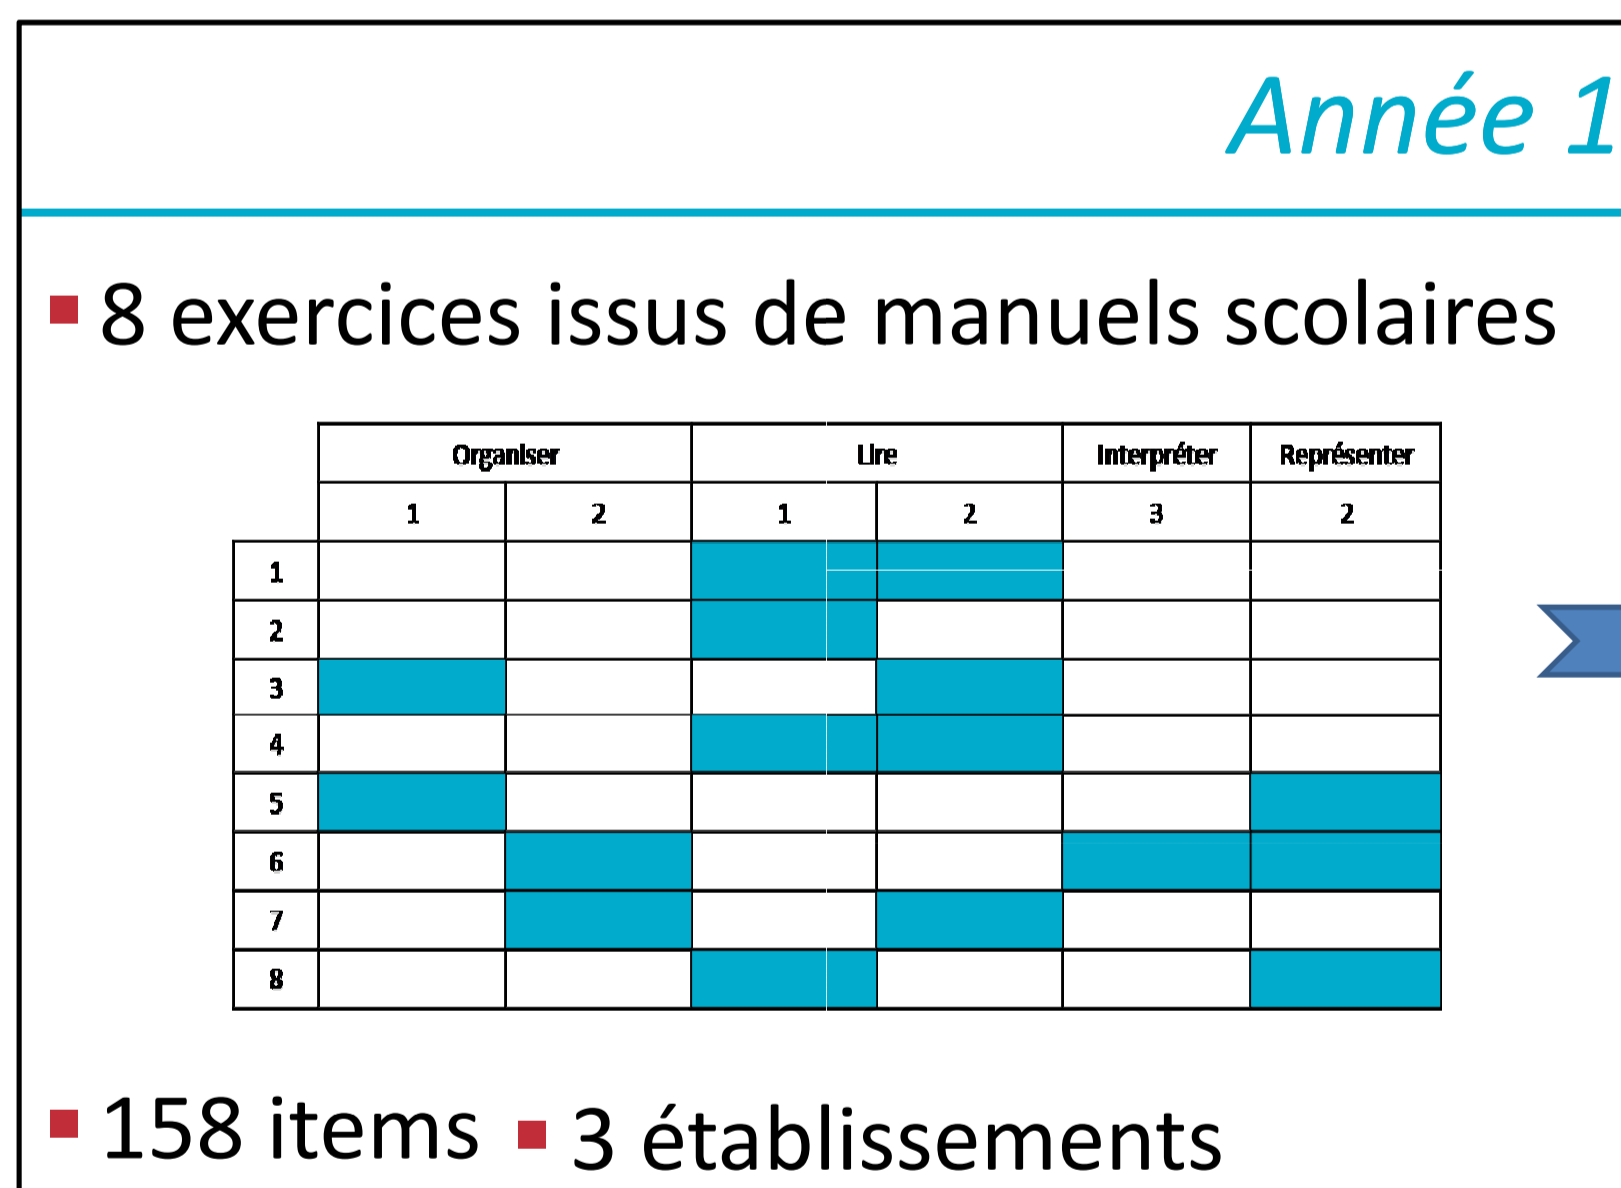 Année 1
8 exercices issus de manuels scolaires
Organiser Lire Interpréter Représenter
1 2 1 2 3 2
1
2
3
4
5
6
7
8
158 items
3 établissements